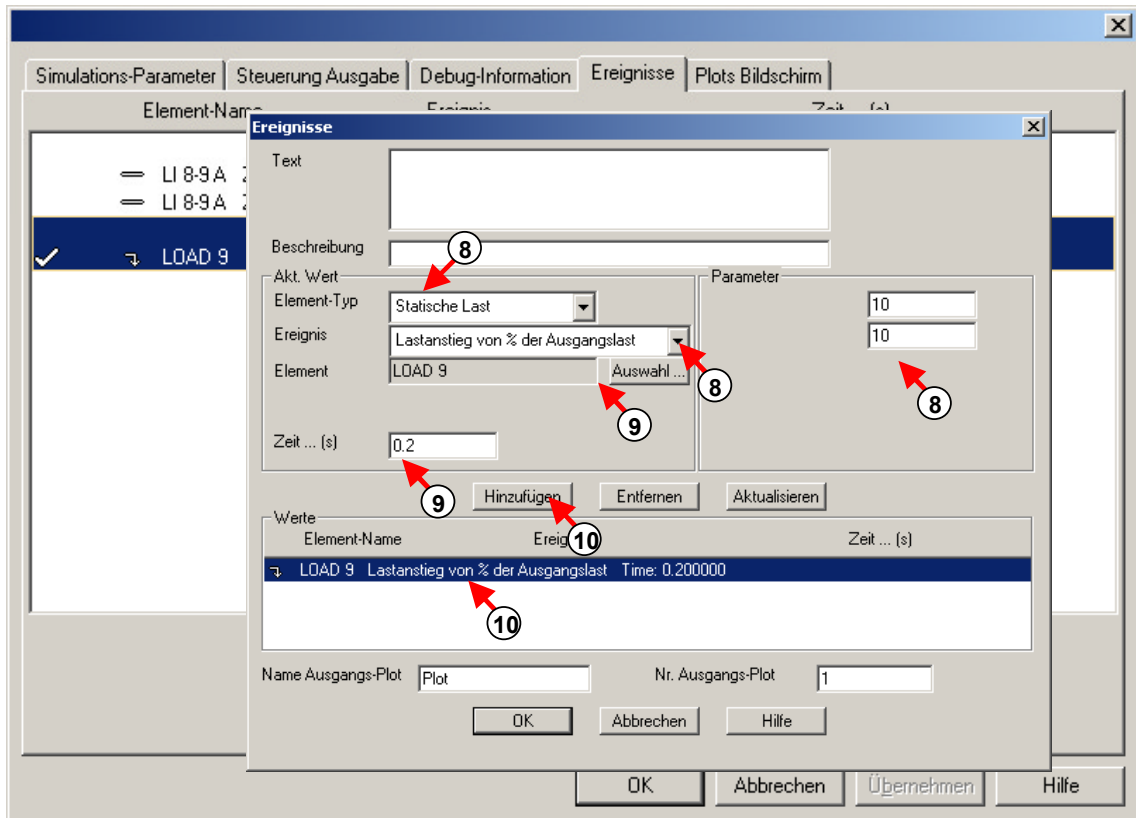 Simulations-Parameter Steuerung Ausgabe Debug-Information Ereignisse Plots Bildschirm
Element-Name Ereignis Zeit ... (s)
LI 8-9 A
LI 8-9 A
LOAD 9
Ereignisse
Text
Beschreibung
8
Akt. Wert
Parameter
Element-Typ Statische Last 10
Ereignis Lastanstieg von % der Ausgangslast 10
Element LOAD 9 Auswahl ...
8
8
9
Zeit ... (s) 0.2
9
Hinzufügen Entfernen Aktualisieren
10
Werte
Element-Name Ereig Zeit ... (s)
LOAD 9 Lastanstieg von % der Ausgangslast Time: 0.200000
10
Name Ausgangs-Plot Plot Nr. Ausgangs-Plot 1
OK Abbrechen Hilfe
OK Abbrechen Übernehmen Hilfe